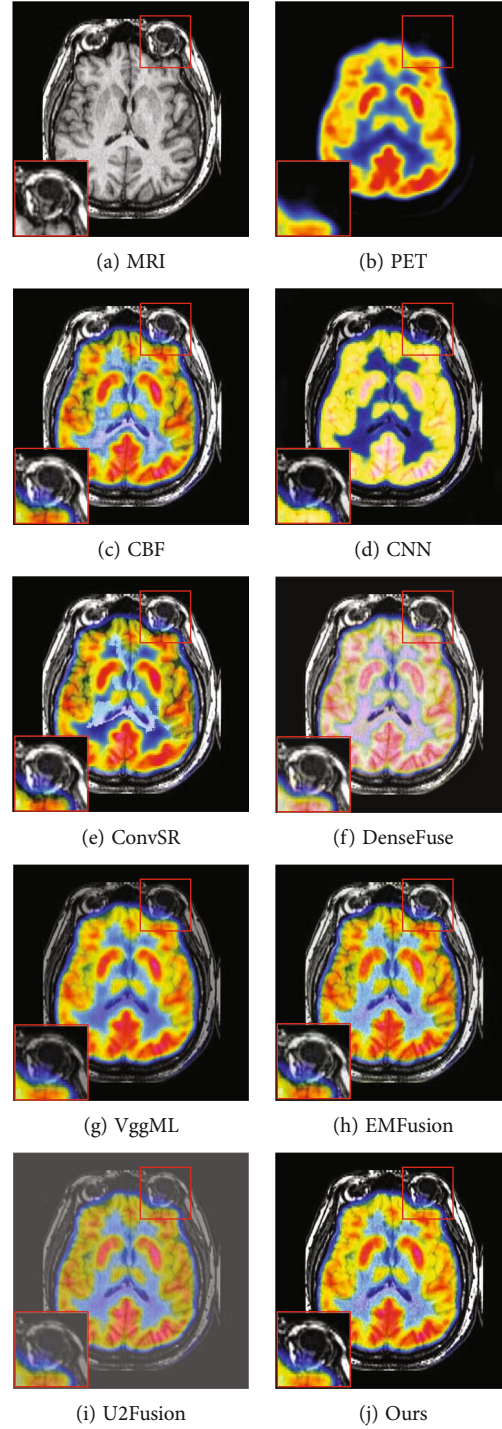 (a) MRI
(b) PET
(c) CBF
(d) CNN
(e) ConvSR
(f) DenseFuse
(g) VggML
(h) EMFusion
(i) U2Fusion
(j) Ours